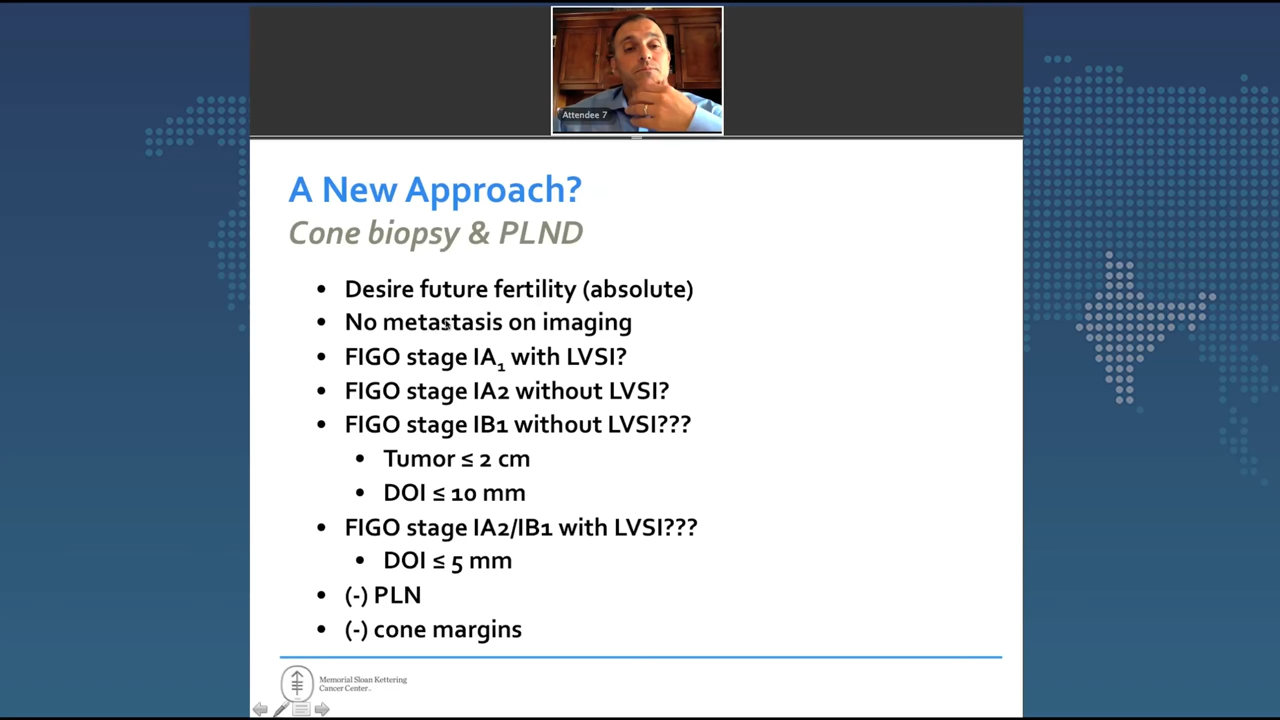 Attendee 7
A New Approach?
Cone biopsy & PLND
• Desire future fertility (absolute)
• No metastasis on imaging
• FIGO stage IA₁ with LVSI?
• FIGO stage IA2 without LVSI?
• FIGO stage IB1 without LVSI???
• Tumor ≤ 2 cm
• DOI ≤ 10 mm
• FIGO stage IA2/IB1 with LVSI???
• DOI ≤ 5 mm
• (-) PLN
• (-) cone margins
Memorial Sloan Kettering
Cancer Center